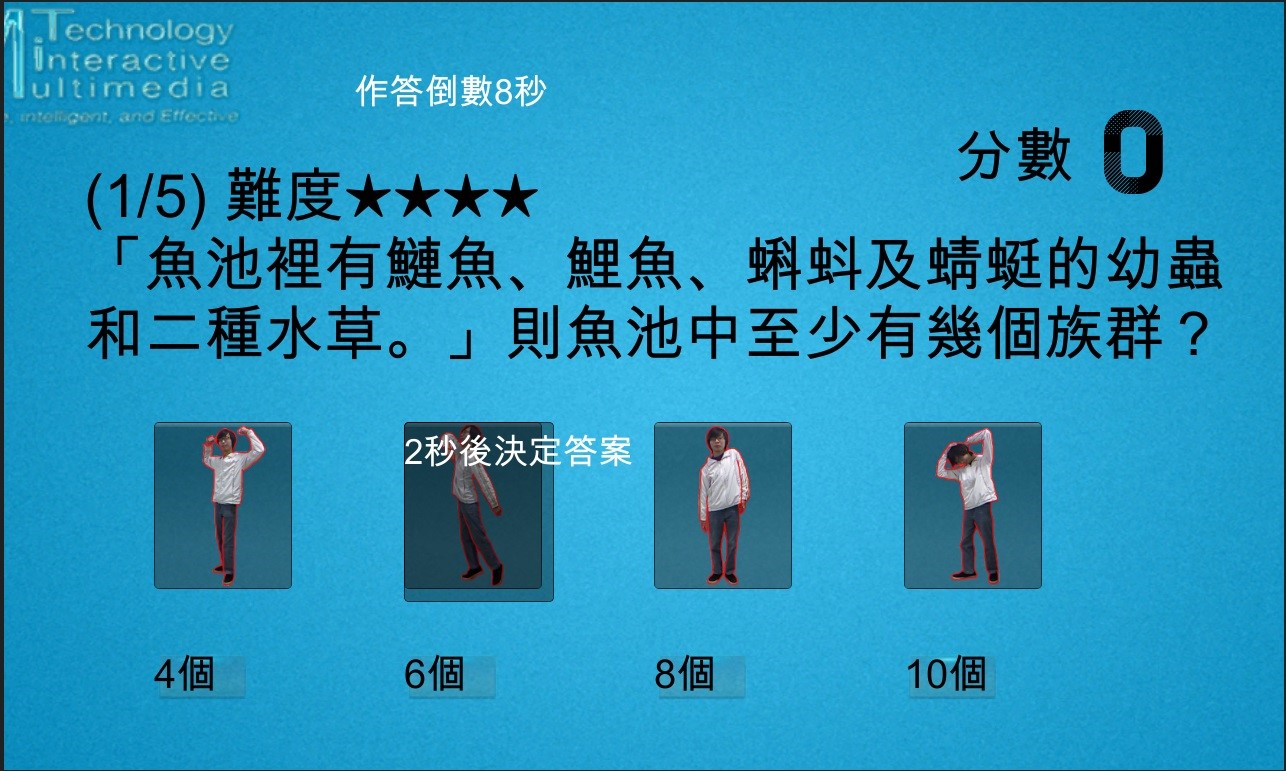 Technology
interactive
ultimedia
, intelligent, and Effective
作答倒數8秒
分數 0
(1/5) 難度★★★★
「魚池裡有鰱魚、鯉魚、蝌蚪及蜻蜓的幼蟲
和二種水草。」則魚池中至少有幾個族群？
2秒後決定答案
4個
6個
8個
10個